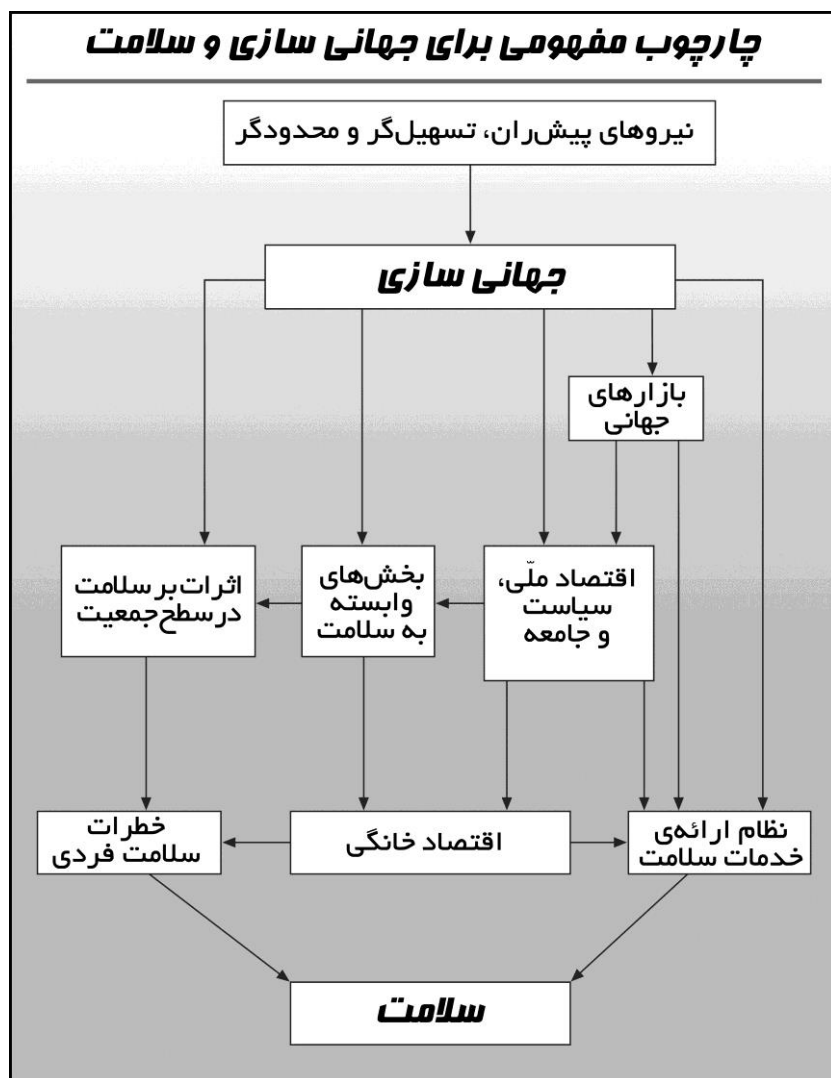 چارچوب مفهومی برای جهانی سازی و سلامت
نیروهای پیش‌ران، تسهیل‌گر و محدودگر
جهانی سازی
بازارهای
جهانی
اقتصاد ملّی،
سیاست
و جامعه
بخش‌های
وابسته
به سلامت
اثرات بر سلامت
در سطح جمعیت
نظام ارائه‌ی
خدمات سلامت
اقتصاد خانگی
خطرات
سلامت فردی
سلامت